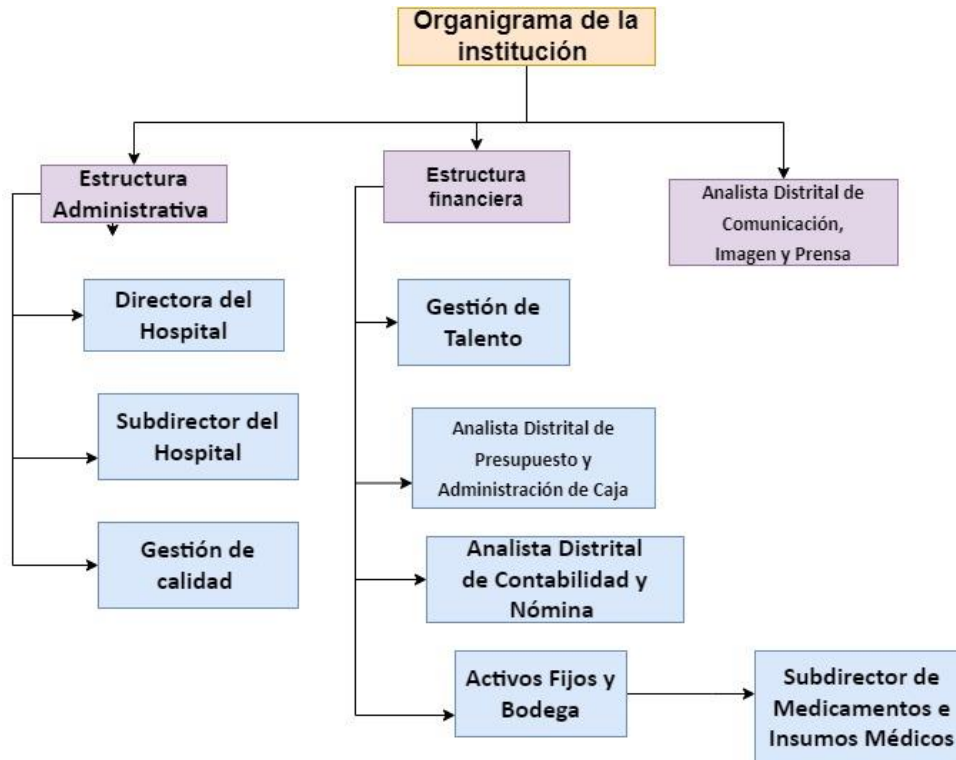 Organigrama de la
institución
Estructura
Administrativa
Estructura
financiera
Analista Distrital de
Comunicación,
Imagen y Prensa
Directora del
Hospital
Gestión de
Talento
Subdirector del
Hospital
Analista Distrital de
Presupuesto y
Administración de Caja
Gestión de
calidad
Analista Distrital
de Contabilidad y
Nómina
Activos Fijos y
Bodega
Subdirector de
Medicamentos e
Insumos Médicos